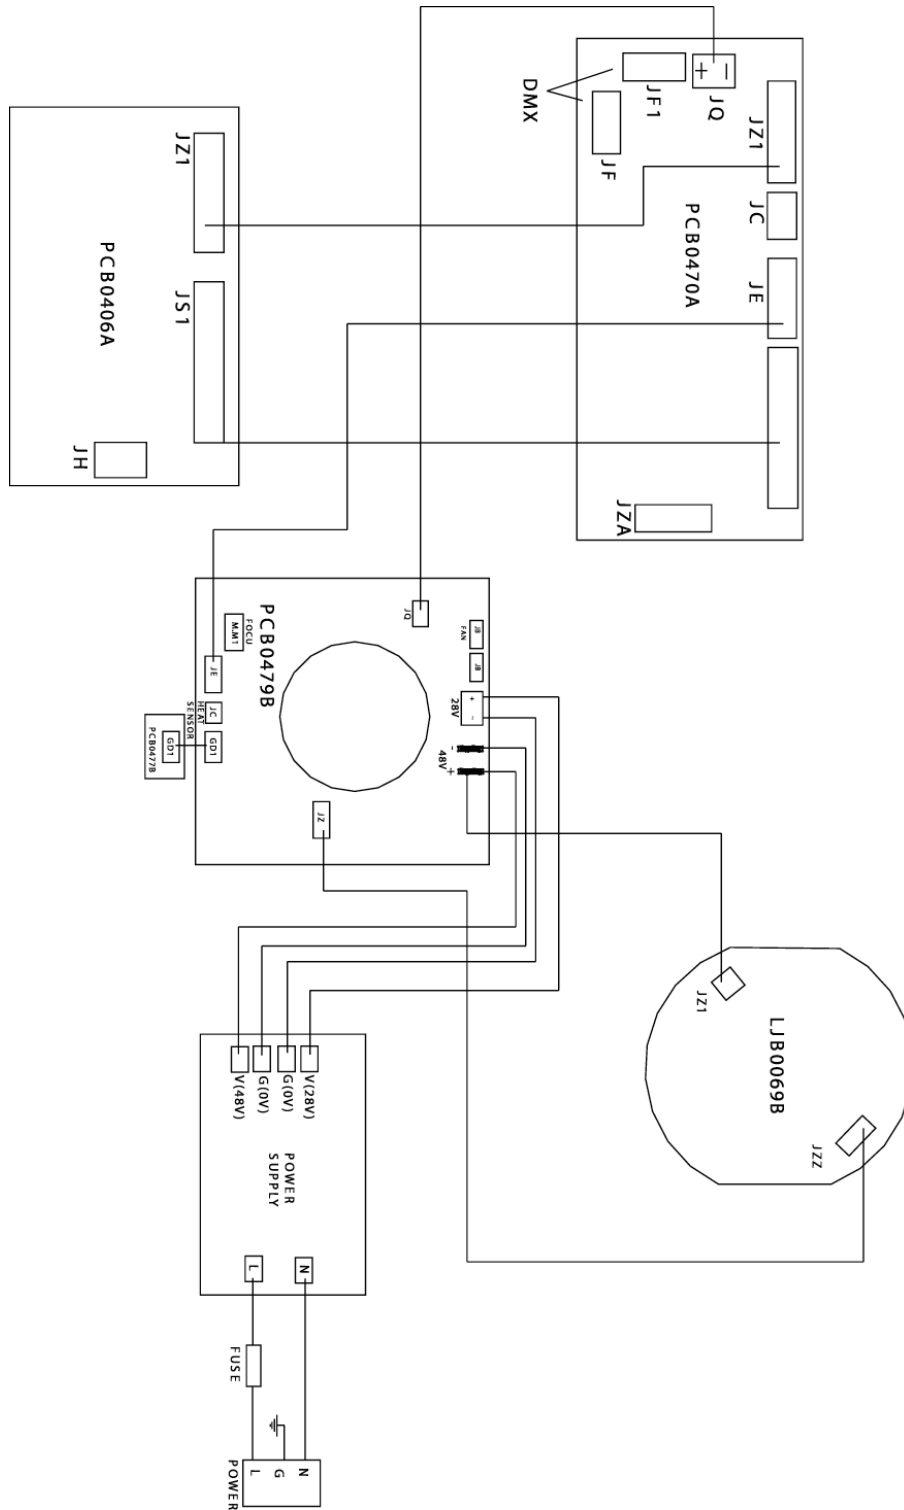 DMX
JF1
JF
JQ
+
−
JZ1
JC
JE
JZA
PCB0470A
JZ1
JS1
JH
PCB0406A
PCB0479B
JQ
JB
FAN
JB
FOCU
M.M1
JE
JC
HEAT
SENSOR
GD1
GD1
PCB0477B
+
-
28V
-
48V
+
JZ
JZ1
LJB0069B
JZZ
V(48V)
G(0V)
G(0V)
V(28V)
POWER
SUPPLY
L
N
FUSE
L
G
N
POWER